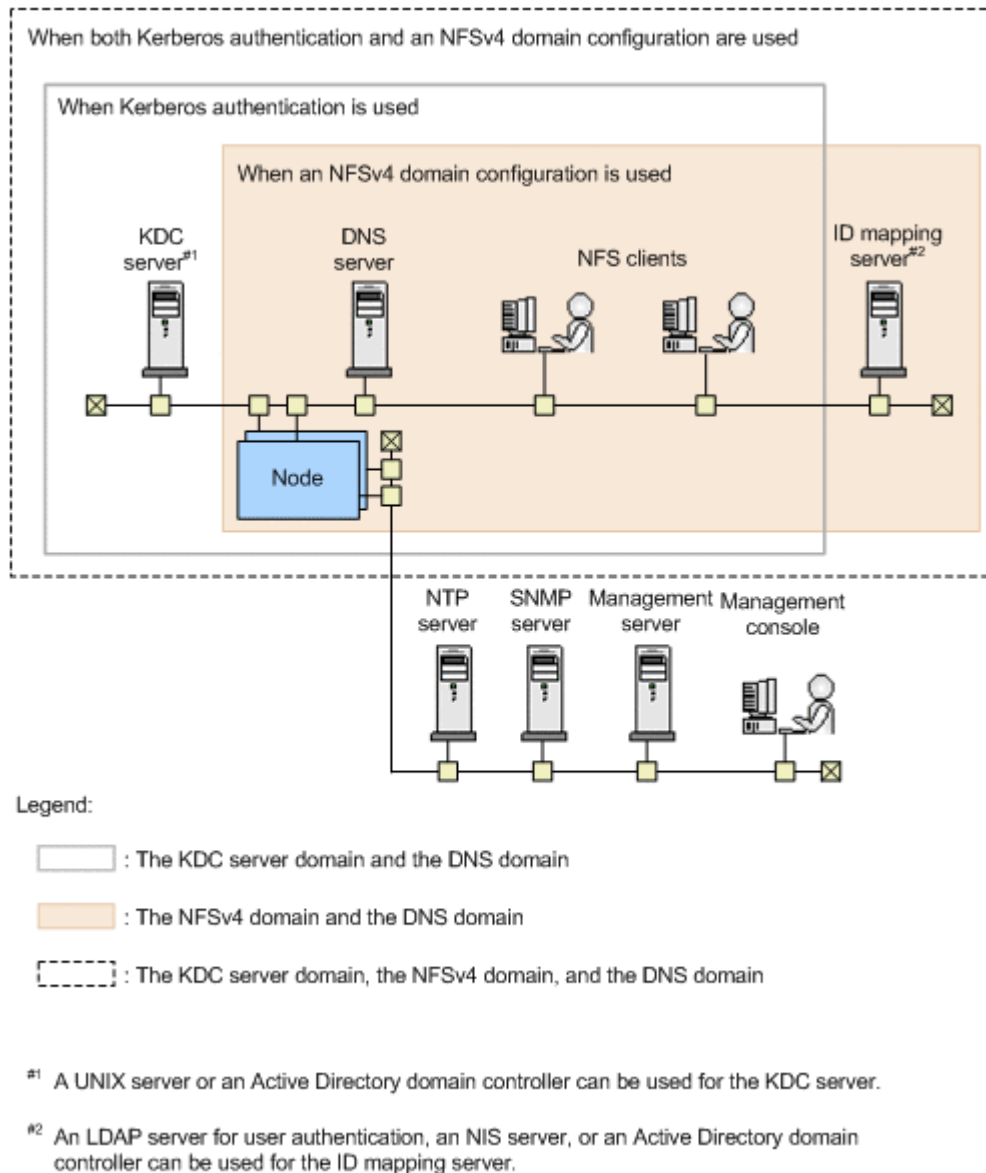 When both Kerberos authentication and an NFSv4 domain configuration are used
When Kerberos authentication is used
When an NFSv4 domain configuration is used
KDC
server#1
DNS
server
NFS clients
ID mapping
server#2
Node
NTP
server
SNMP
server
Management
server
Management
console
Legend:
: The KDC server domain and the DNS domain
: The NFSv4 domain and the DNS domain
: The KDC server domain, the NFSv4 domain, and the DNS domain
#1 A UNIX server or an Active Directory domain controller can be used for the KDC server.
#2 An LDAP server for user authentication, an NIS server, or an Active Directory domain
controller can be used for the ID mapping server.